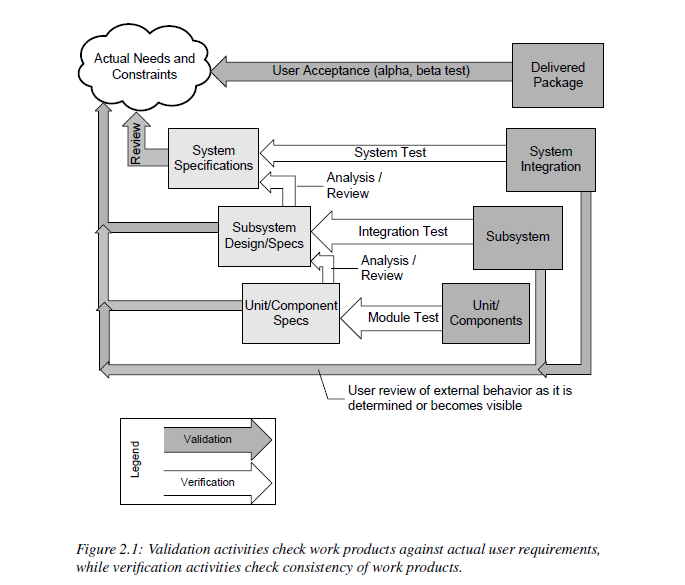 Actual Needs and
Constraints
User Acceptance (alpha, beta test)
Delivered
Package
Review
System
Specifications
System Test
System
Integration
Analysis /
Review
Subsystem
Design/Specs
Integration Test
Subsystem
Analysis /
Review
Unit/Component
Specs
Module Test
Unit/
Components
User review of external behavior as it is
determined or becomes visible
Legend
Validation
Verification
Figure 2.1: Validation activities check work products against actual user requirements,
while verification activities check consistency of work products.